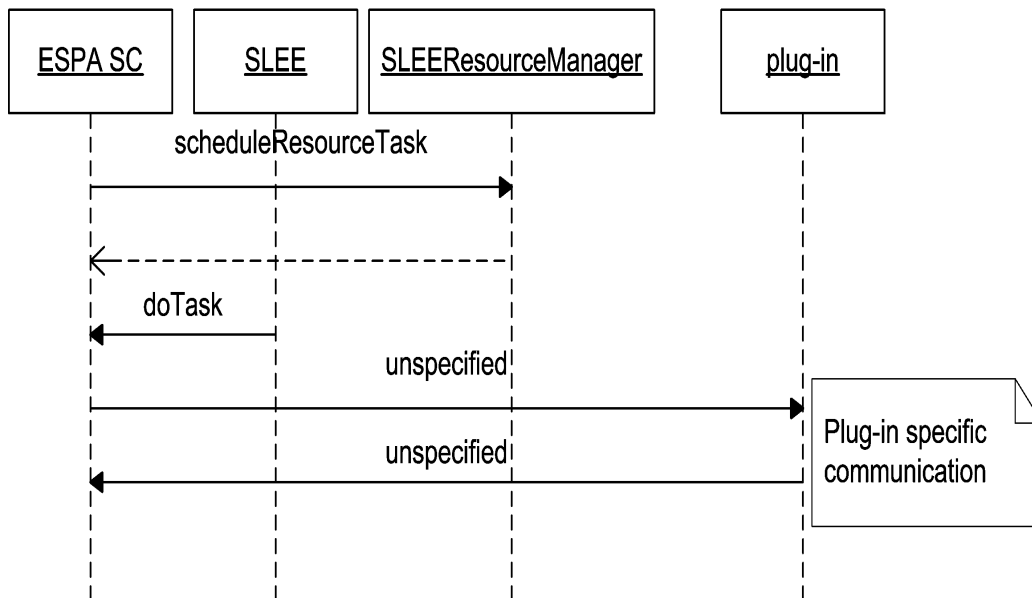 ESPA SC
SLEE
SLEEResourceManager
plug-in
scheduleResourceTask
doTask
unspecified
unspecified
Plug-in specific
communication